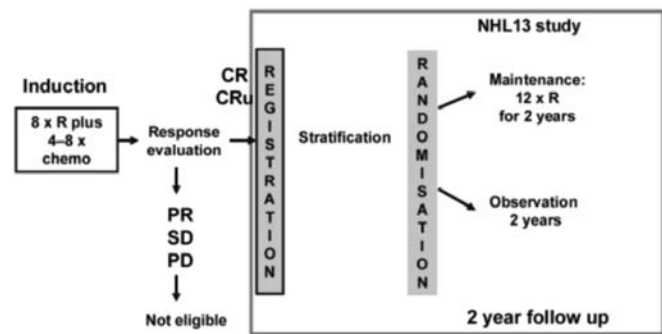 NHL13 study
Induction
8 x R plus
4–8 x
chemo
Response
evaluation
CR
CRu
REGISTRATION
Stratification
RANDOMISATION
Maintenance:
12 x R
for 2 years
Observation
2 years
PR
SD
PD
Not eligible
2 year follow up